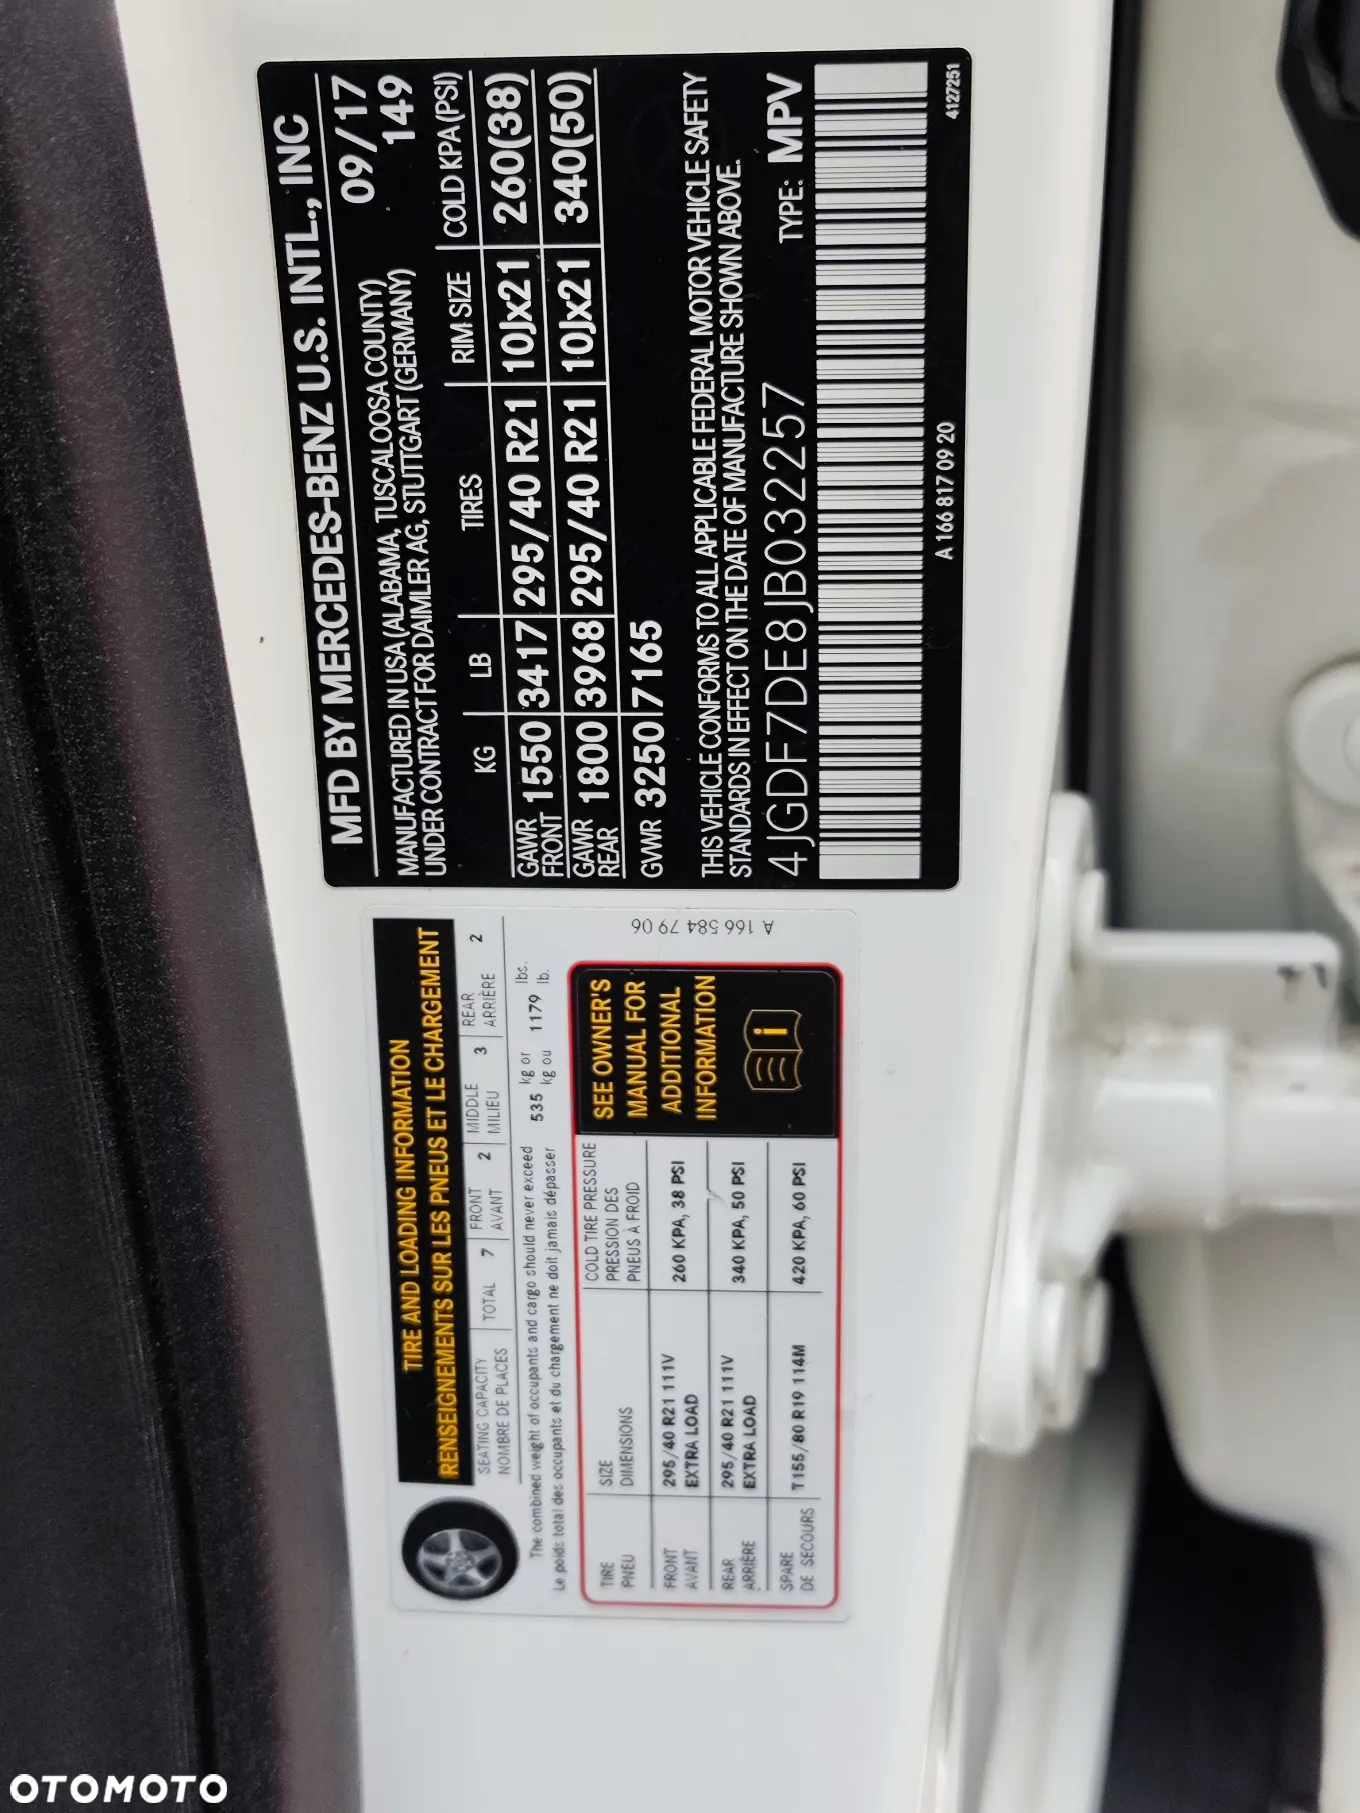 MFD BY MERCEDES-BENZ U.S. INTL., INC
09/17
MANUFACTURED IN USA (ALABAMA, TUSCALOOSA COUNTY) 149
UNDER CONTRACT FOR DAIMLER AG, STUTTGART (GERMANY)
KG LB TIRES RIM SIZE COLD KPA (PSI)
GAWR
FRONT 1550 3417 295/40 R21 10Jx21 260(38)
GAWR
REAR 1800 3968 295/40 R21 10Jx21 340(50)
GVWR 3250 7165
THIS VEHICLE CONFORMS TO ALL APPLICABLE FEDERAL MOTOR VEHICLE SAFETY
STANDARDS IN EFFECT ON THE DATE OF MANUFACTURE SHOWN ABOVE.
4JGDF7DE8JB032257 TYPE: MPV
A 166 817 09 20 4127251
TIRE AND LOADING INFORMATION
RENSEIGNEMENTS SUR LES PNEUS ET LE CHARGEMENT
SEATING CAPACITY TOTAL 7 FRONT 2 MIDDLE 3 REAR 2
NOMBRE DE PLACES AVANT MILIEU ARRIÈRE
The combined weight of occupants and cargo should never exceed 535 kg or 1179 lbs.
Le poids total des occupants et du chargement ne doit jamais dépasser kg ou lb.
TIRE SIZE COLD TIRE PRESSURE
PNEU DIMENSIONS PRESSION DES
PNEUS À FROID
FRONT 295/40 R21 111V 260 KPA, 38 PSI
AVANT EXTRA LOAD
REAR 295/40 R21 111V 340 KPA, 50 PSI
ARRIÈRE EXTRA LOAD
SPARE T155/80 R19 114M 420 KPA, 60 PSI
DE SECOURS
SEE OWNER'S
MANUAL FOR
ADDITIONAL
INFORMATION
A 166 584 79 06
OTOMOTO